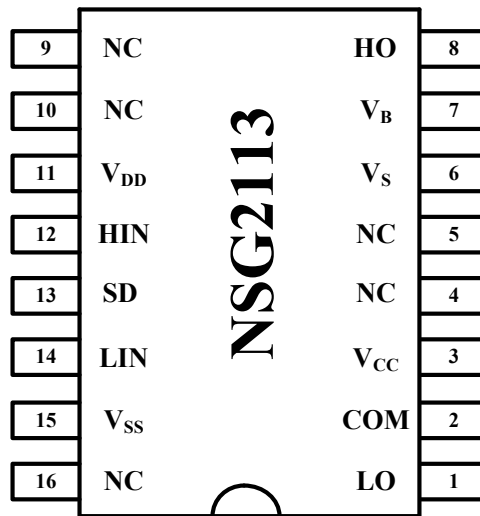 9 NC HO 8
10 NC VB 7
11 VDD VS 6
12 HIN NC 5
13 SD NC 4
14 LIN VCC 3
15 VSS COM 2
16 NC LO 1
NSG2113